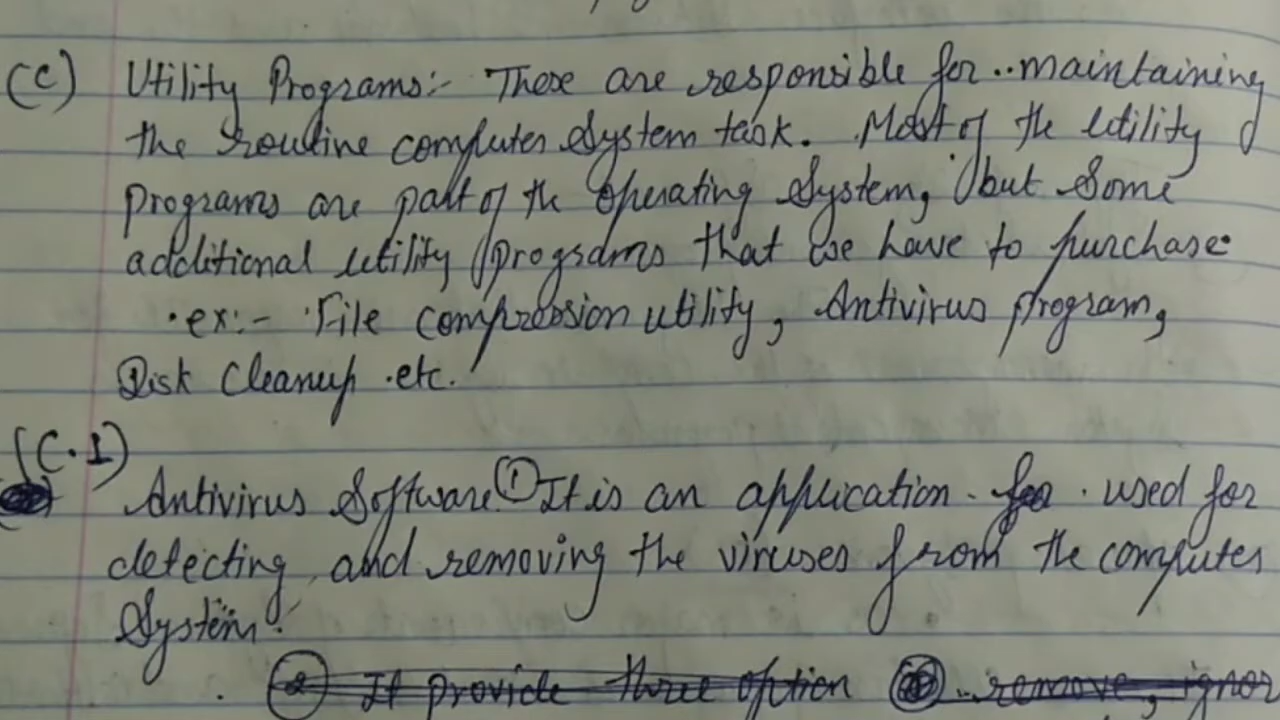 (C) Utility Programs:- These are responsible for maintaining
the routine computer System task. Most of the utility
programs are part of the Operating System, but Some
additional utility programs that we have to purchase
ex:- File compression utility, Antivirus program,
Disk Cleanup etc.
(C.1)
Antivirus Software ① It is an application for used for
detecting and removing the viruses from the computer
System.
② It provide three option remove, ignor